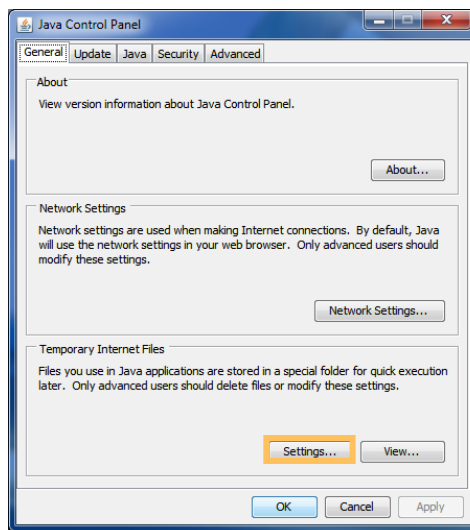 Java Control Panel
General Update Java Security Advanced
About
View version information about Java Control Panel.
About...
Network Settings
Network settings are used when making Internet connections. By default, Java
will use the network settings in your web browser. Only advanced users should
modify these settings.
Network Settings...
Temporary Internet Files
Files you use in Java applications are stored in a special folder for quick execution
later. Only advanced users should delete files or modify these settings.
Settings... View...
OK Cancel Apply